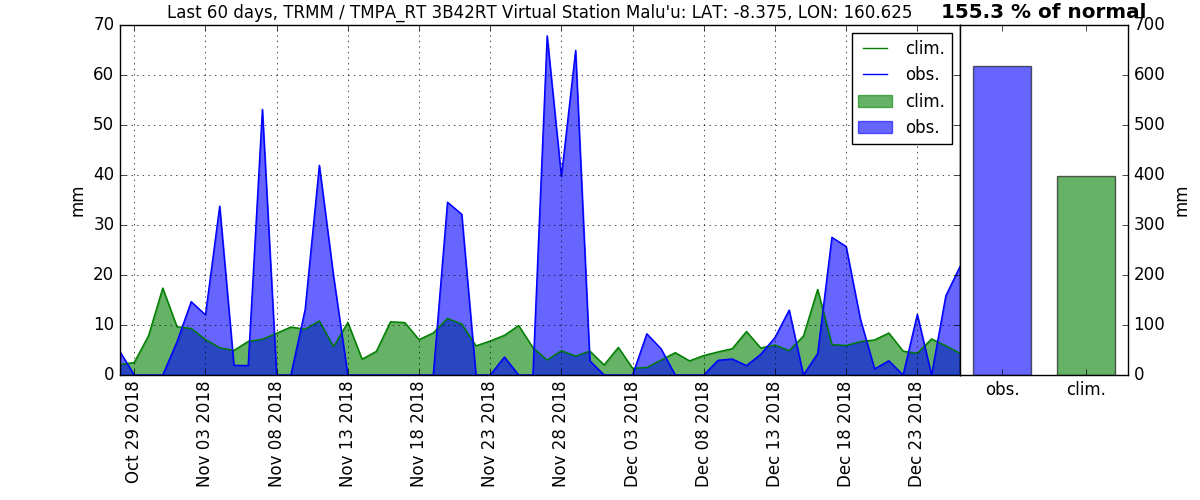 Last 60 days, TRMM / TMPA_RT 3B42RT Virtual Station Malu'u: LAT: -8.375, LON: 160.625
155.3 % of normal
70
60
50
40
30
20
10
0
mm
clim.
obs.
clim.
obs.
700
600
500
400
300
200
100
0
mm
Oct 29 2018
Nov 03 2018
Nov 08 2018
Nov 13 2018
Nov 18 2018
Nov 23 2018
Nov 28 2018
Dec 03 2018
Dec 08 2018
Dec 13 2018
Dec 18 2018
Dec 23 2018
obs.
clim.